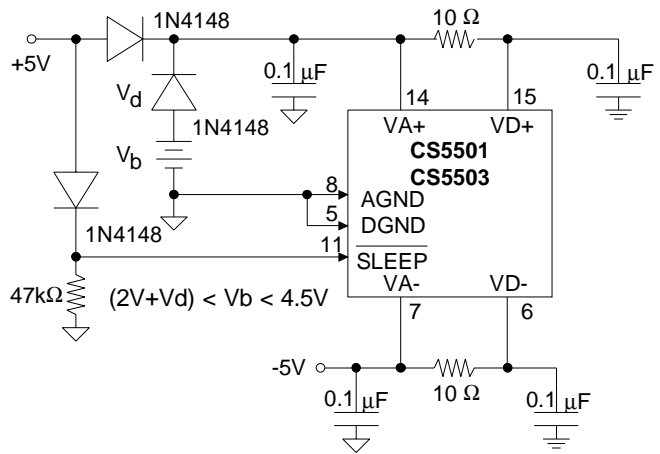 1N4148
+5V
10 Ω
0.1 μF
0.1 μF
Vd
1N4148
Vb
14
15
VA+
VD+
CS5501
CS5503
8
AGND
5
DGND
11
SLEEP
1N4148
VA-
VD-
47kΩ
(2V+Vd) < Vb < 4.5V
7
6
-5V
10 Ω
0.1 μF
0.1 μF